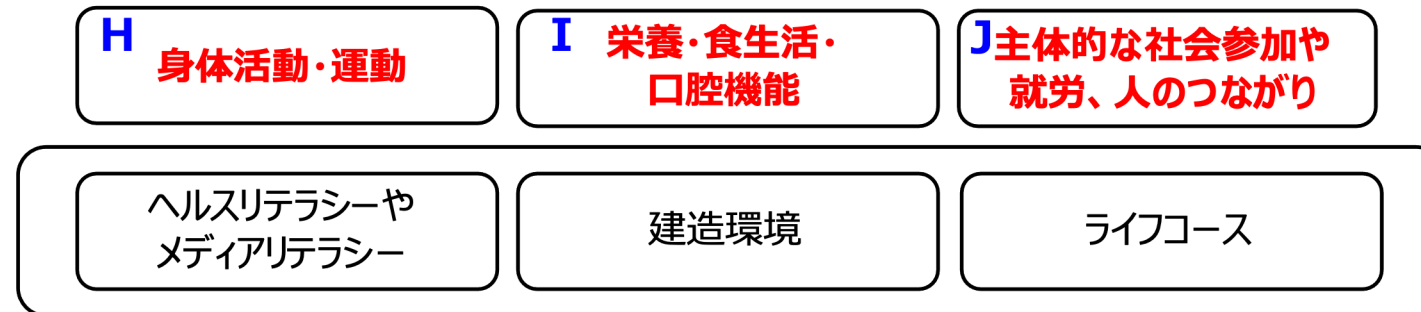 H
身体活動・運動
I
栄養・食生活・
口腔機能
J
主体的な社会参加や
就労、人のつながり
ヘルスリテラシーや
メディアリテラシー
建造環境
ライフコース